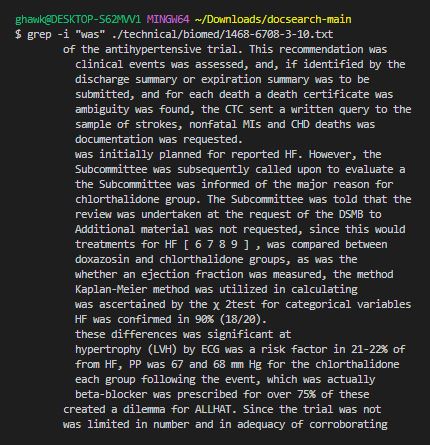 ghawk@DESKTOP-S62MVV1 MINGW64 ~/Downloads/docsearch-main
$ grep -i "was" ./technical/biomed/1468-6708-3-10.txt
of the antihypertensive trial. This recommendation was
clinical events was assessed, and, if identified by the
discharge summary or expiration summary was to be
submitted, and for each death a death certificate was
ambiguity was found, the CTC sent a written query to the
sample of strokes, nonfatal MIs and CHD deaths was
documentation was requested.
was initially planned for reported HF. However, the
Subcommittee was subsequently called upon to evaluate a
the Subcommittee was informed of the major reason for
chlorthalidone group. The Subcommittee was told that the
review was undertaken at the request of the DSMB to
Additional material was not requested, since this would
treatments for HF [ 6 7 8 9 ] , was compared between
doxazosin and chlorthalidone groups, as was the
whether an ejection fraction was measured, the method
Kaplan-Meier method was utilized in calculating
was ascertained by the χ 2test for categorical variables
HF was confirmed in 90% (18/20).
these differences was significant at
hypertrophy (LVH) by ECG was a risk factor in 21-22% of
from HF, PP was 67 and 68 mm Hg for the chlorthalidone
each group following the event, which was actually
beta-blocker was prescribed for over 75% of these
created a dilemma for ALLHAT. Since the trial was not
was limited in number and in adequacy of corroborating